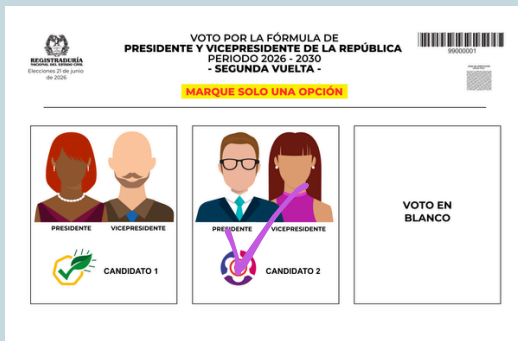 REGISTRADURÍA
NACIONAL DEL ESTADO CIVIL
Elecciones 21 de junio
de 2026
VOTO POR LA FÓRMULA DE
PRESIDENTE Y VICEPRESIDENTE DE LA REPÚBLICA
PERIODO 2026 - 2030
- SEGUNDA VUELTA -
99000001
MARQUE SOLO UNA OPCIÓN
PRESIDENTE VICEPRESIDENTE
CANDIDATO 1
PRESIDENTE VICEPRESIDENTE
CANDIDATO 2
VOTO EN
BLANCO